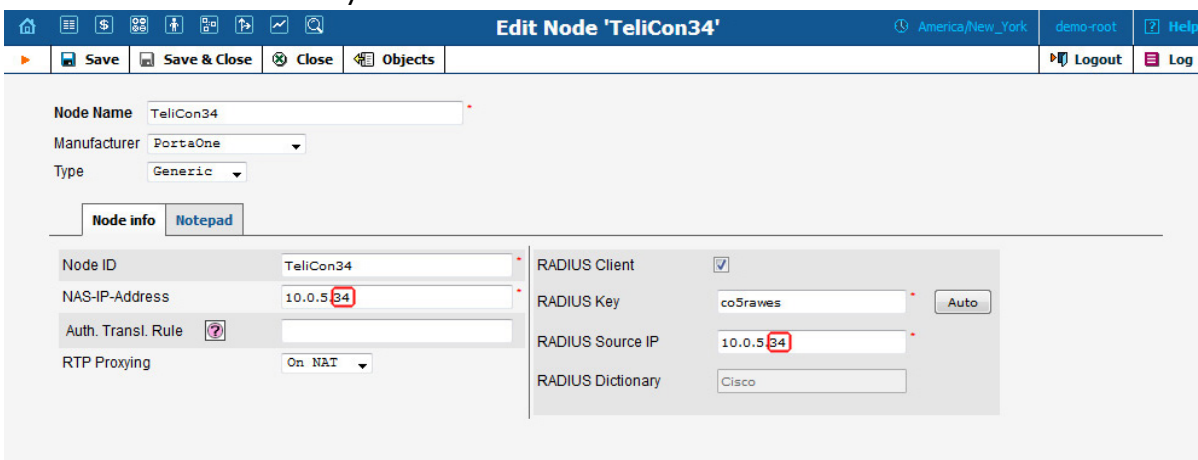 Edit Node 'TeliCon34' America/New_York demo-root ? Help
Save Save & Close Close Objects Logout Log
Node Name TeliCon34 *
Manufacturer PortaOne
Type Generic
Node info Notepad
Node ID TeliCon34 *
NAS-IP-Address 10.0.5.34 *
Auth. Transl. Rule ?
RTP Proxying On NAT
RADIUS Client
RADIUS Key co5rawes * Auto
RADIUS Source IP 10.0.5.34 *
RADIUS Dictionary Cisco